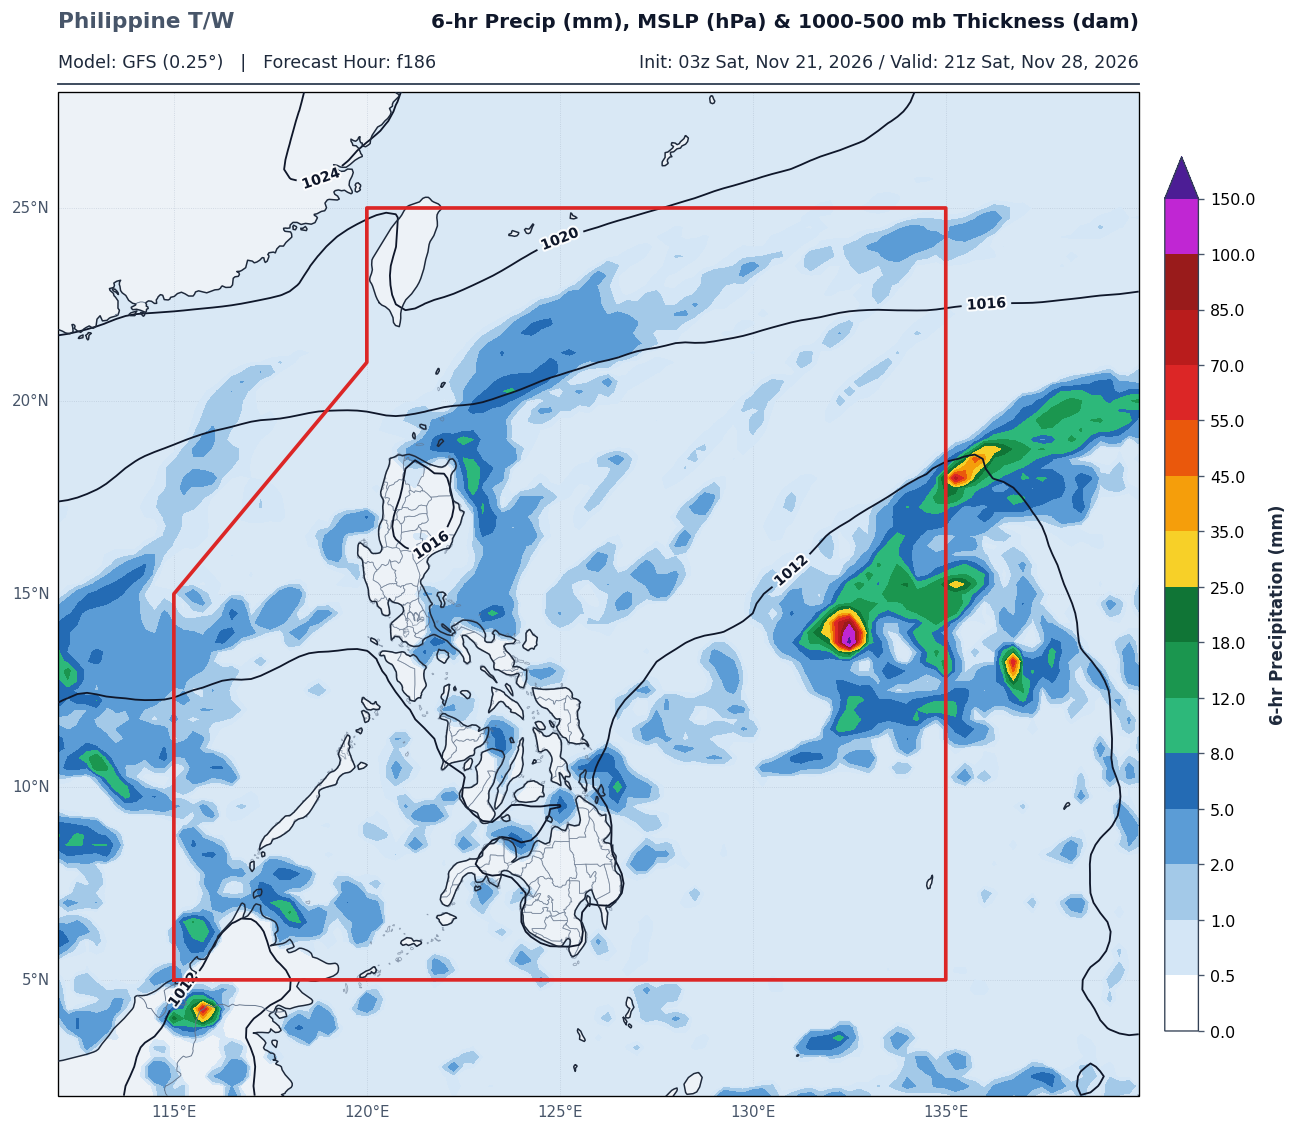 Philippine T/W
6-hr Precip (mm), MSLP (hPa) & 1000-500 mb Thickness (dam)
Model: GFS (0.25°) | Forecast Hour: f186
Init: 03z Sat, Nov 21, 2026 / Valid: 21z Sat, Nov 28, 2026
1024
1020
1016
1016
1012
1012
25°N
20°N
15°N
10°N
5°N
115°E
120°E
125°E
130°E
135°E
150.0
100.0
85.0
70.0
55.0
45.0
35.0
25.0
18.0
12.0
8.0
5.0
2.0
1.0
0.5
0.0
6-hr Precipitation (mm)